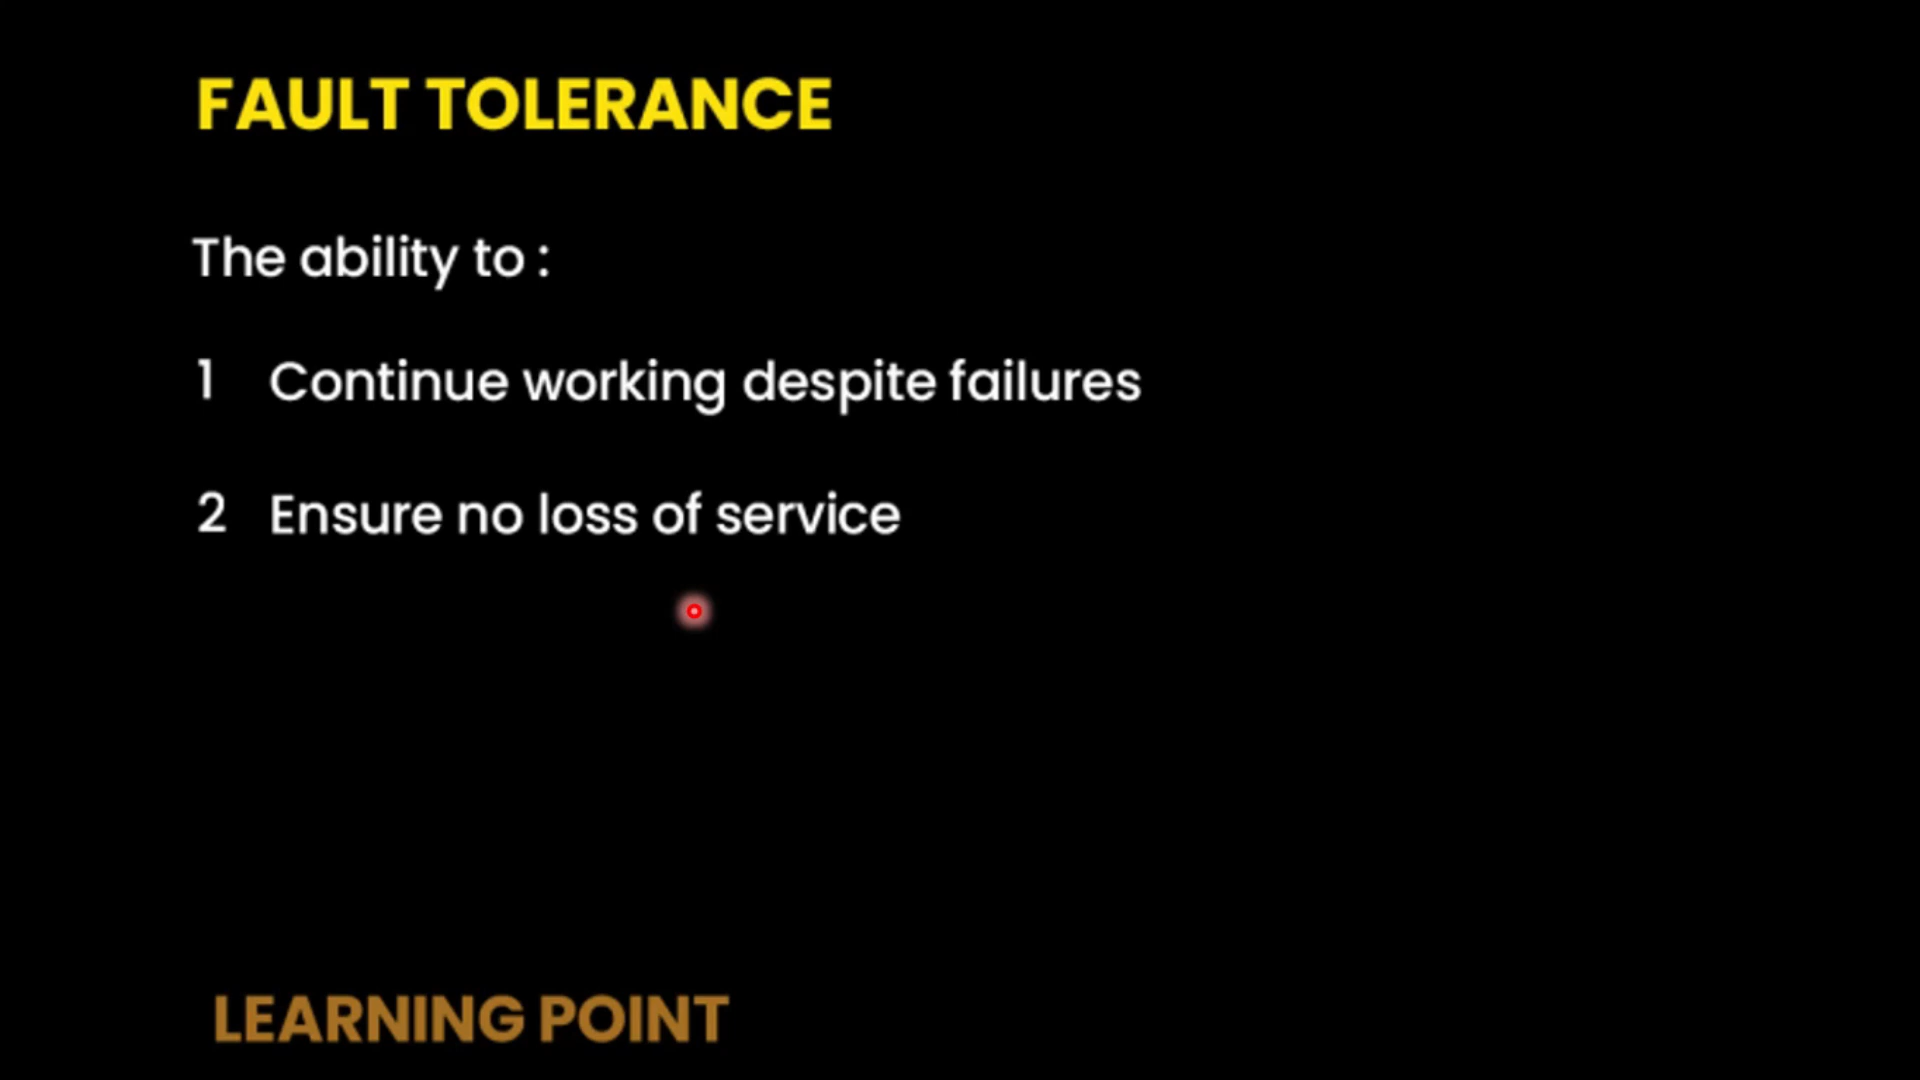 FAULT TOLERANCE
The ability to :
1 Continue working despite failures
2 Ensure no loss of service
LEARNING POINT